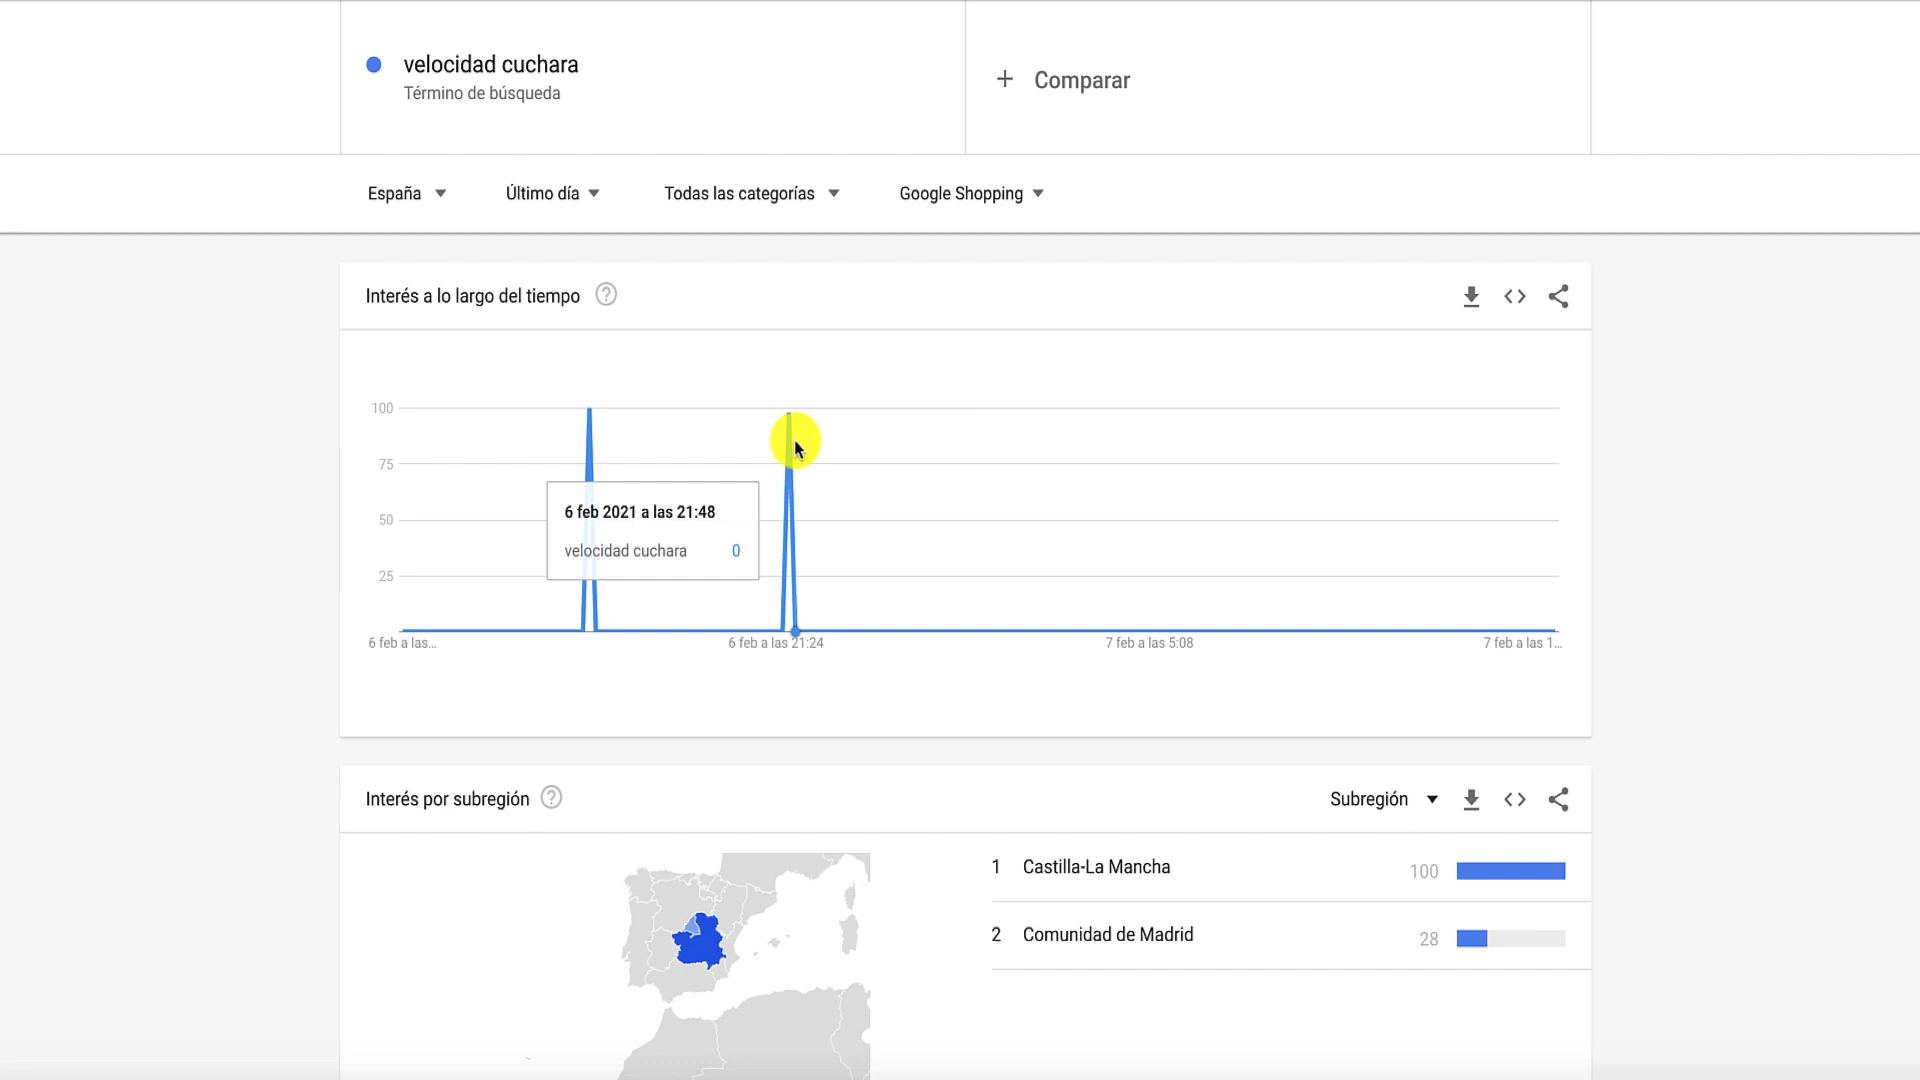 velocidad cuchara
Término de búsqueda
+ Comparar
España
Último día
Todas las categorías
Google Shopping
Interés a lo largo del tiempo
100
75
50
25
6 feb 2021 a las 21:48
velocidad cuchara 0
6 feb a las…
6 feb a las 21:24
7 feb a las 5:08
7 feb a las 1…
Interés por subregión
Subregión
1 Castilla-La Mancha 100
2 Comunidad de Madrid 28